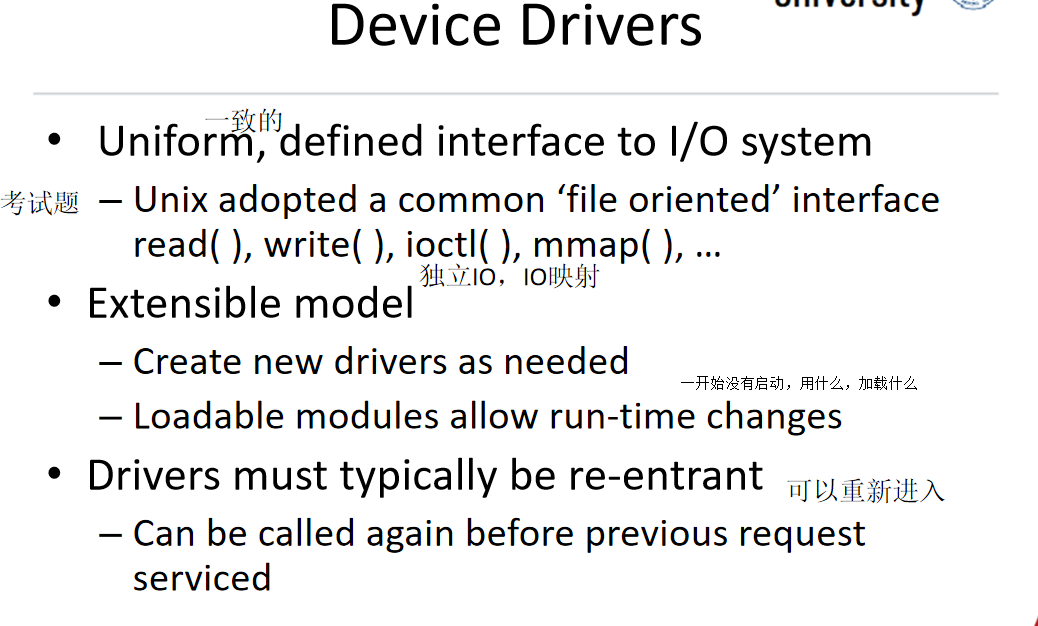 University
Device Drivers
一致的
• Uniform, defined interface to I/O system
考试题
– Unix adopted a common ‘file oriented’ interface
read( ), write( ), ioctl( ), mmap( ), …
独立IO，IO映射
• Extensible model
– Create new drivers as needed
一开始没有启动，用什么，加载什么
– Loadable modules allow run-time changes
• Drivers must typically be re-entrant
可以重新进入
– Can be called again before previous request
serviced